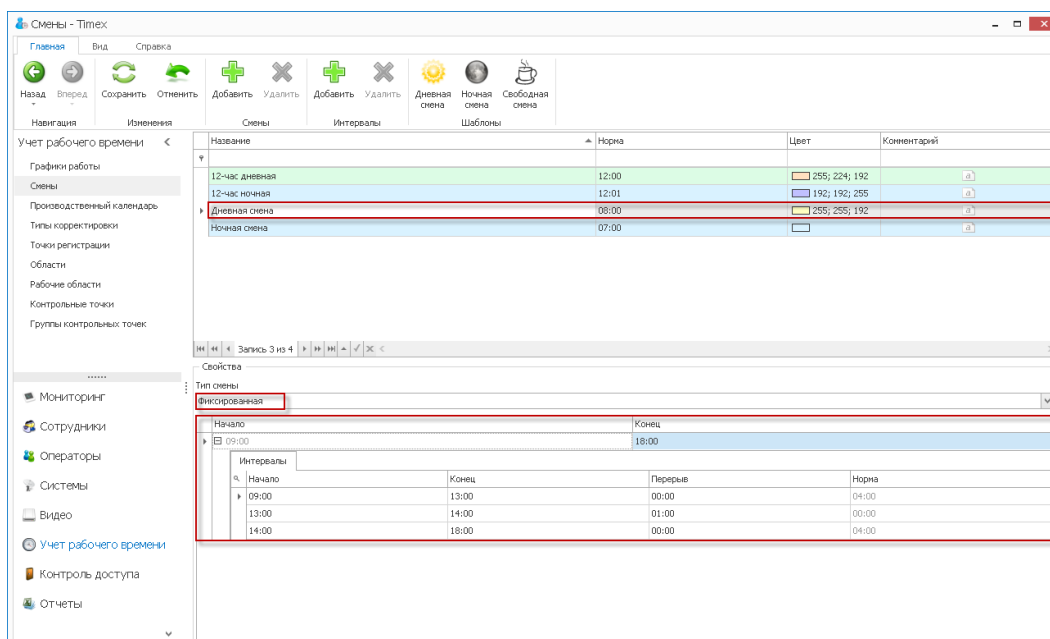 Смены - Timex
Главная Вид Справка
Назад Вперед Сохранить Отменить Добавить Удалить Добавить Удалить Дневная смена Ночная смена Свободная смена
Навигация Изменения Смены Интервалы Шаблоны
Учет рабочего времени
Графики работы
Смены
Производственный календарь
Типы корректировки
Точки регистрации
Области
Рабочие области
Контрольные точки
Группы контрольных точек
Мониторинг
Сотрудники
Операторы
Системы
Видео
Учет рабочего времени
Контроль доступа
Отчеты
Название Норма Цвет Комментарий
12-час дневная 12:00 255; 224; 192
12-час ночная 12:01 192; 192; 255
Дневная смена 08:00 255; 255; 192
Ночная смена 07:00
Запись 3 из 4
Свойства
Тип смены
Фиксированная
Начало Конец
09:00 18:00
Интервалы
Начало Конец Перерыв Норма
09:00 13:00 00:00 04:00
13:00 14:00 01:00 00:00
14:00 18:00 00:00 04:00